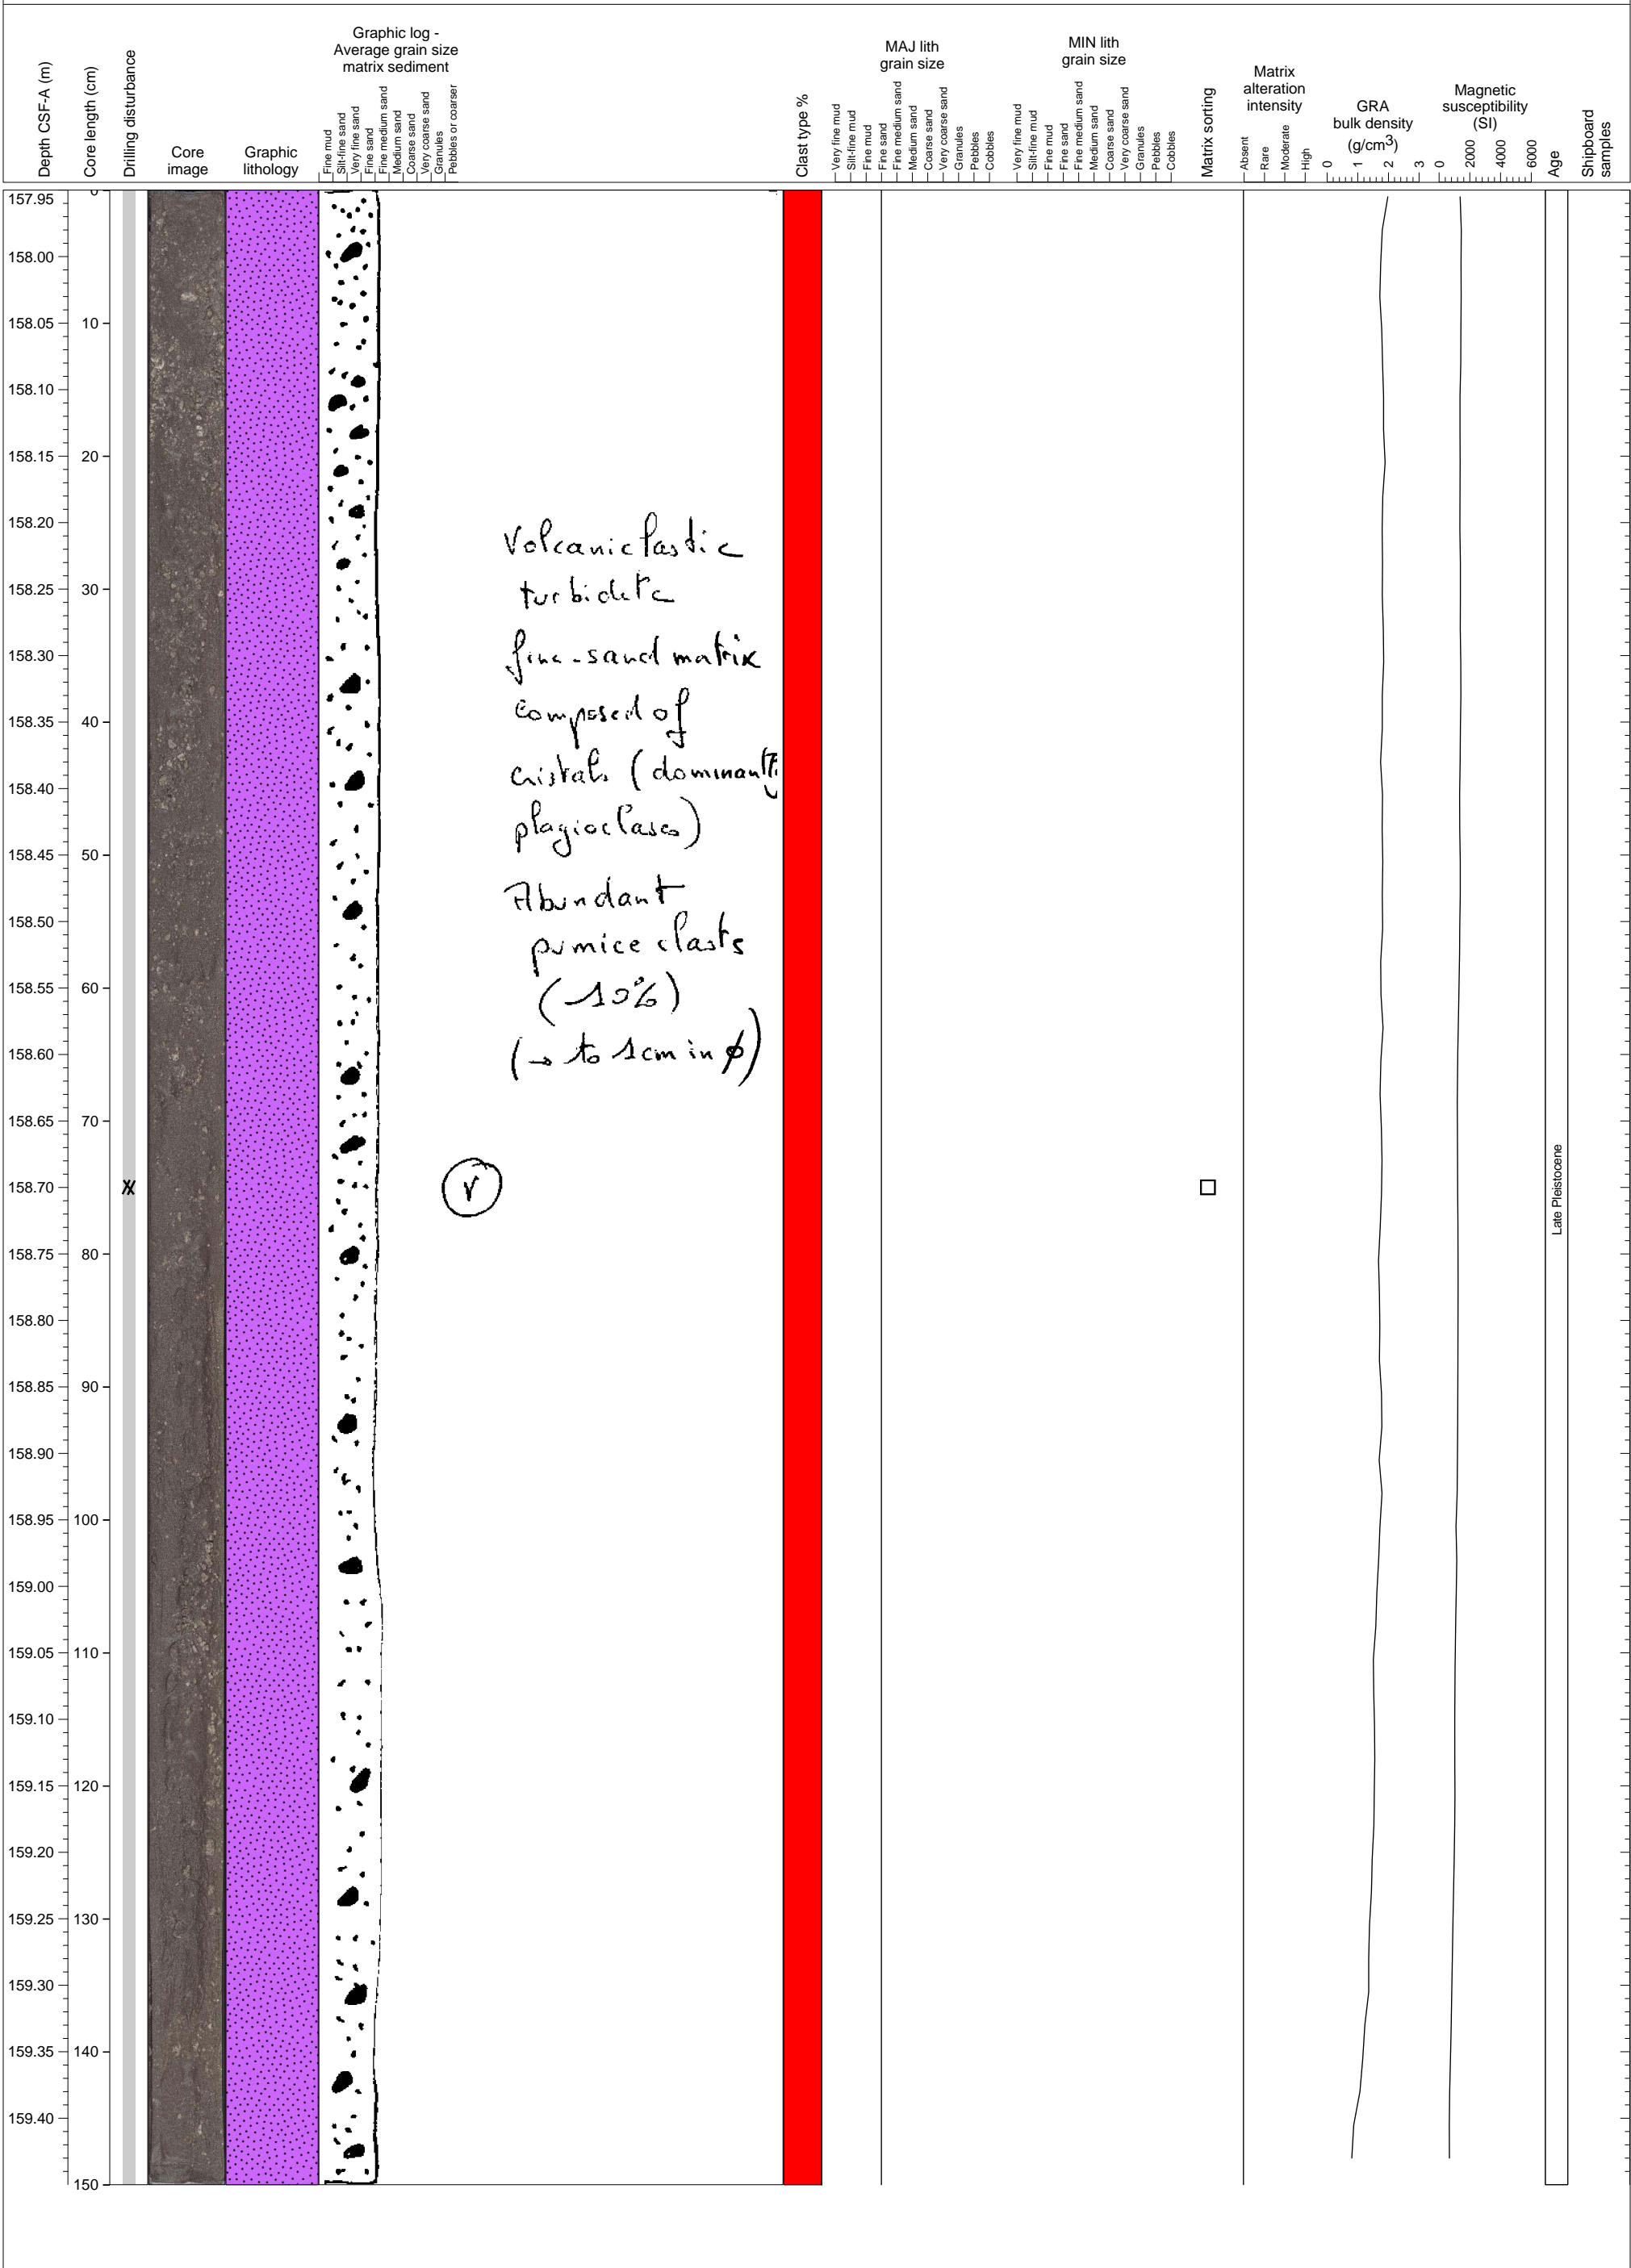 Graphic log -
Average grain size
matrix sediment
MAJ lith
grain size
MIN lith
grain size
Matrix
alteration
intensity
GRA
bulk density
(g/cm3)
Magnetic
susceptibility
(SI)
Depth CSF-A (m)
Core length (cm)
Drilling disturbance
Core
image
Graphic
lithology
Fine mud
Silt-fine sand
Very fine sand
Fine sand
Fine medium sand
Medium sand
Coarse sand
Very coarse sand
Granules
Pebbles or coarser
Clast type %
Very fine mud
Silt-fine mud
Fine mud
Fine sand
Fine medium sand
Medium sand
Coarse sand
Very coarse sand
Granules
Pebbles
Cobbles
Very fine mud
Silt-fine mud
Fine mud
Fine sand
Fine medium sand
Medium sand
Coarse sand
Very coarse sand
Granules
Pebbles
Cobbles
Matrix sorting
Absent
Rare
Moderate
High
0 1 2 3
0 2000 4000 6000
Age
Shipboard
samples
157.95 0
158.00
158.05 10
158.10
158.15 20
158.20
158.25 30
158.30
158.35 40
158.40
158.45 50
158.50
158.55 60
158.60
158.65 70
158.70
158.75 80
158.80
158.85 90
158.90
158.95 100
159.00
159.05 110
159.10
159.15 120
159.20
159.25 130
159.30
159.35 140
159.40
150
Volcaniclastic
turbidite
fine-sand matrix
composed of
cristals (dominantly
plagioclases)
Abundant
pumice clasts
(~10%)
(→ to 1cm in ϕ)
V
Late Pleistocene